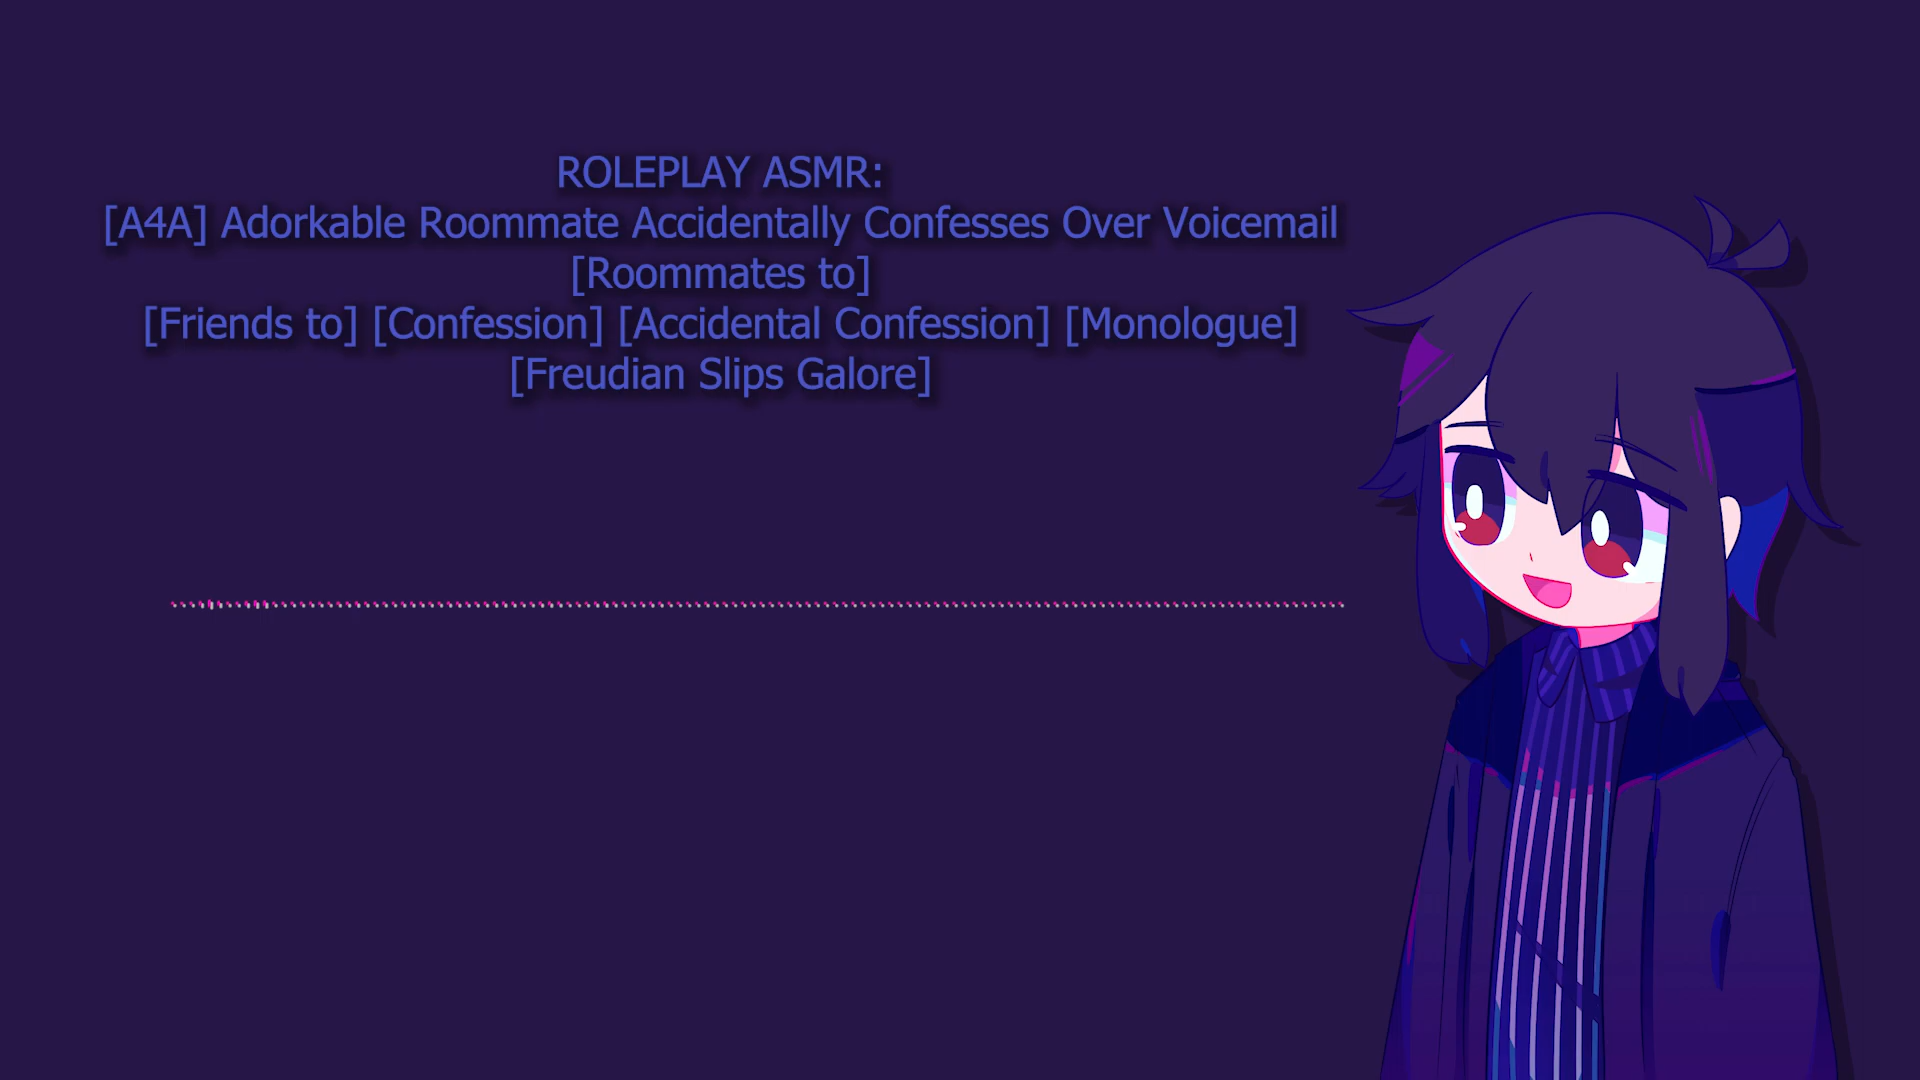 ROLEPLAY ASMR:
[A4A] Adorkable Roommate Accidentally Confesses Over Voicemail
[Roommates to]
[Friends to] [Confession] [Accidental Confession] [Monologue]
[Freudian Slips Galore]